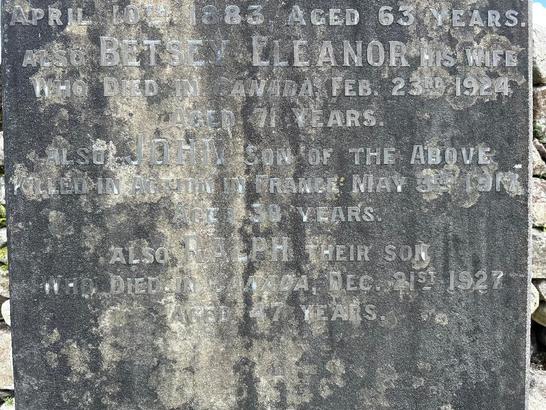 APRIL 10TH 1883 AGED 63 YEARS.
ALSO BETSEY ELEANOR HIS WIFE
WHO DIED IN CANADA, FEB. 23RD 1924
AGED 71 YEARS.
ALSO JOHN SON OF THE ABOVE
KILLED IN ACTION IN FRANCE MAY 3RD 1917
AGED 39 YEARS.
ALSO RALPH THEIR SON
WHO DIED IN CANADA, DEC. 21ST 1927
AGED 47 YEARS.